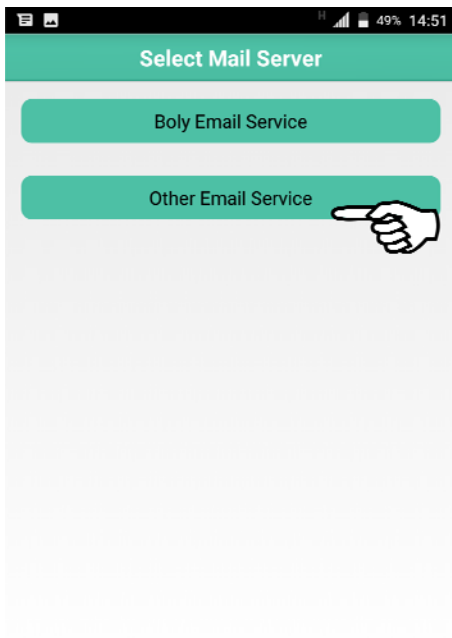 H 49% 14:51
Select Mail Server
Boly Email Service
Other Email Service